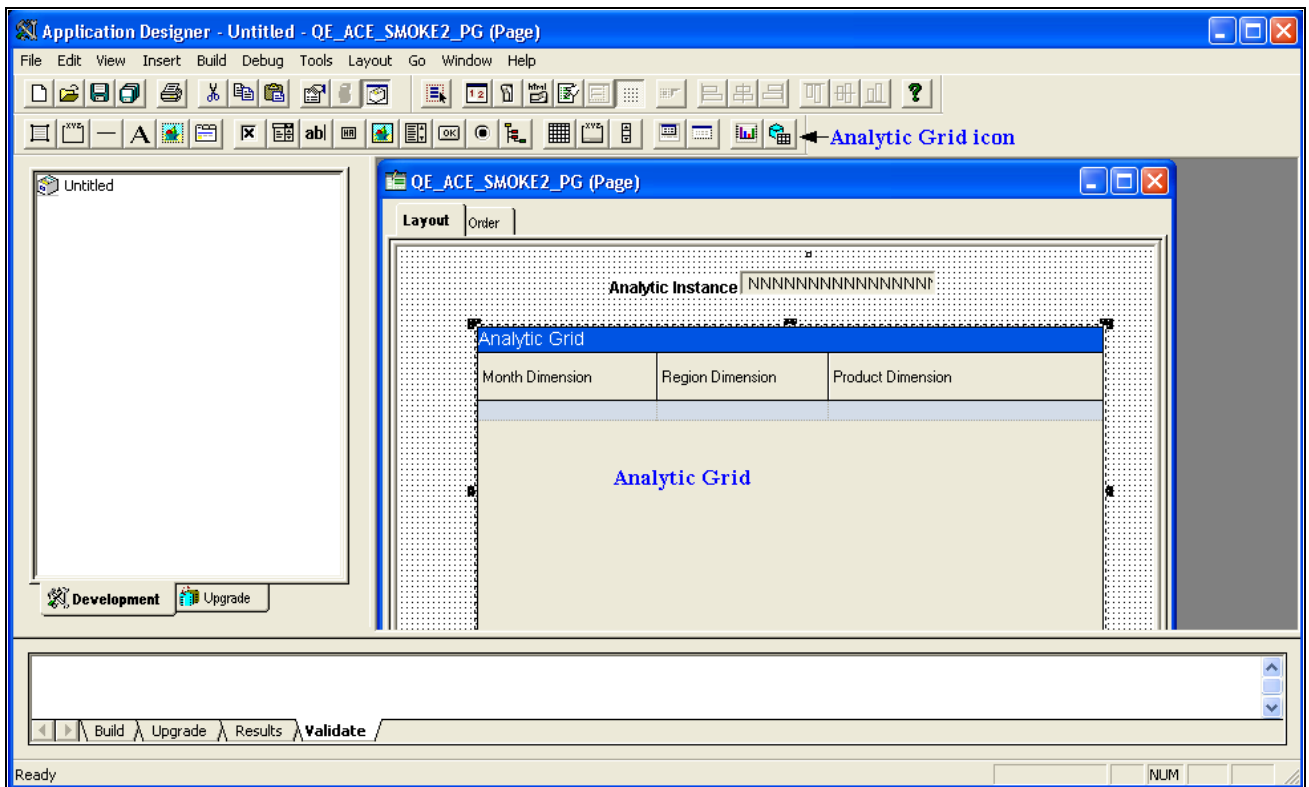 Application Designer - Untitled - QE_ACE_SMOKE2_PG (Page)
File Edit View Insert Build Debug Tools Layout Go Window Help
Analytic Grid icon
Untitled
QE_ACE_SMOKE2_PG (Page)
Layout Order
Analytic Instance NNNNNNNNNNNNNNNN
Analytic Grid
Month Dimension Region Dimension Product Dimension
Analytic Grid
Development Upgrade
Build Upgrade Results Validate
Ready NUM